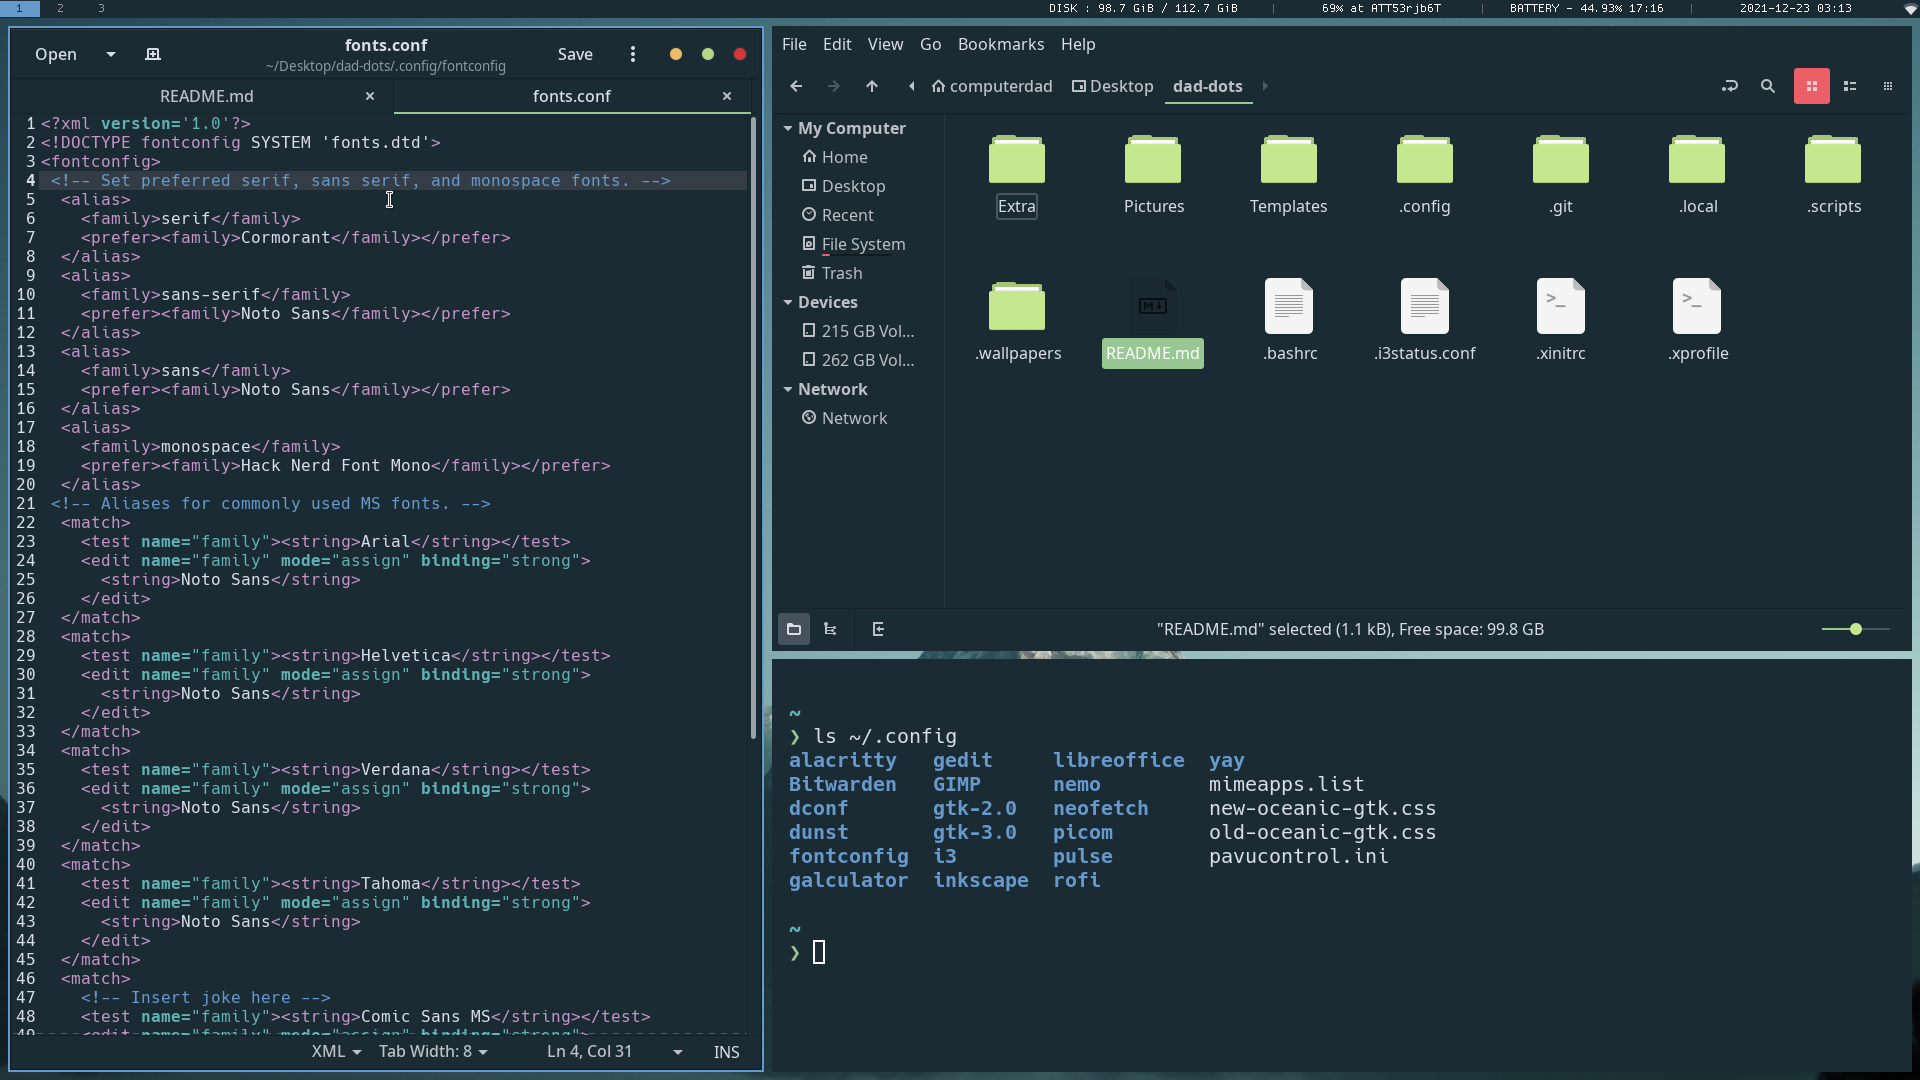 1 2 3 DISK : 98.7 GiB / 112.7 GiB | 69% at ATT53rjb6T | BATTERY - 44.93% 17:16 | 2021-12-23 03:13
Open fonts.conf Save
~/Desktop/dad-dots/.config/fontconfig
README.md × fonts.conf ×
1 <?xml version='1.0'?>
2 <!DOCTYPE fontconfig SYSTEM 'fonts.dtd'>
3 <fontconfig>
4 <!-- Set preferred serif, sans serif, and monospace fonts. -->
5 <alias>
6 <family>serif</family>
7 <prefer><family>Cormorant</family></prefer>
8 </alias>
9 <alias>
10 <family>sans-serif</family>
11 <prefer><family>Noto Sans</family></prefer>
12 </alias>
13 <alias>
14 <family>sans</family>
15 <prefer><family>Noto Sans</family></prefer>
16 </alias>
17 <alias>
18 <family>monospace</family>
19 <prefer><family>Hack Nerd Font Mono</family></prefer>
20 </alias>
21 <!-- Aliases for commonly used MS fonts. -->
22 <match>
23 <test name="family"><string>Arial</string></test>
24 <edit name="family" mode="assign" binding="strong">
25 <string>Noto Sans</string>
26 </edit>
27 </match>
28 <match>
29 <test name="family"><string>Helvetica</string></test>
30 <edit name="family" mode="assign" binding="strong">
31 <string>Noto Sans</string>
32 </edit>
33 </match>
34 <match>
35 <test name="family"><string>Verdana</string></test>
36 <edit name="family" mode="assign" binding="strong">
37 <string>Noto Sans</string>
38 </edit>
39 </match>
40 <match>
41 <test name="family"><string>Tahoma</string></test>
42 <edit name="family" mode="assign" binding="strong">
43 <string>Noto Sans</string>
44 </edit>
45 </match>
46 <match>
47 <!-- Insert joke here -->
48 <test name="family"><string>Comic Sans MS</string></test>
49 <edit name="family" mode="assign" binding="strong">
XML Tab Width: 8 Ln 4, Col 31 INS
File Edit View Go Bookmarks Help
computerdad Desktop dad-dots
My Computer
Home
Desktop
Recent
File System
Trash
Devices
215 GB Vol...
262 GB Vol...
Network
Network
Extra Pictures Templates .config .git .local .scripts
M↓ >_ >_
.wallpapers README.md .bashrc .i3status.conf .xinitrc .xprofile
"README.md" selected (1.1 kB), Free space: 99.8 GB
~
❯ ls ~/.config
alacritty gedit libreoffice yay
Bitwarden GIMP nemo mimeapps.list
dconf gtk-2.0 neofetch new-oceanic-gtk.css
dunst gtk-3.0 picom old-oceanic-gtk.css
fontconfig i3 pulse pavucontrol.ini
galculator inkscape rofi
~
❯